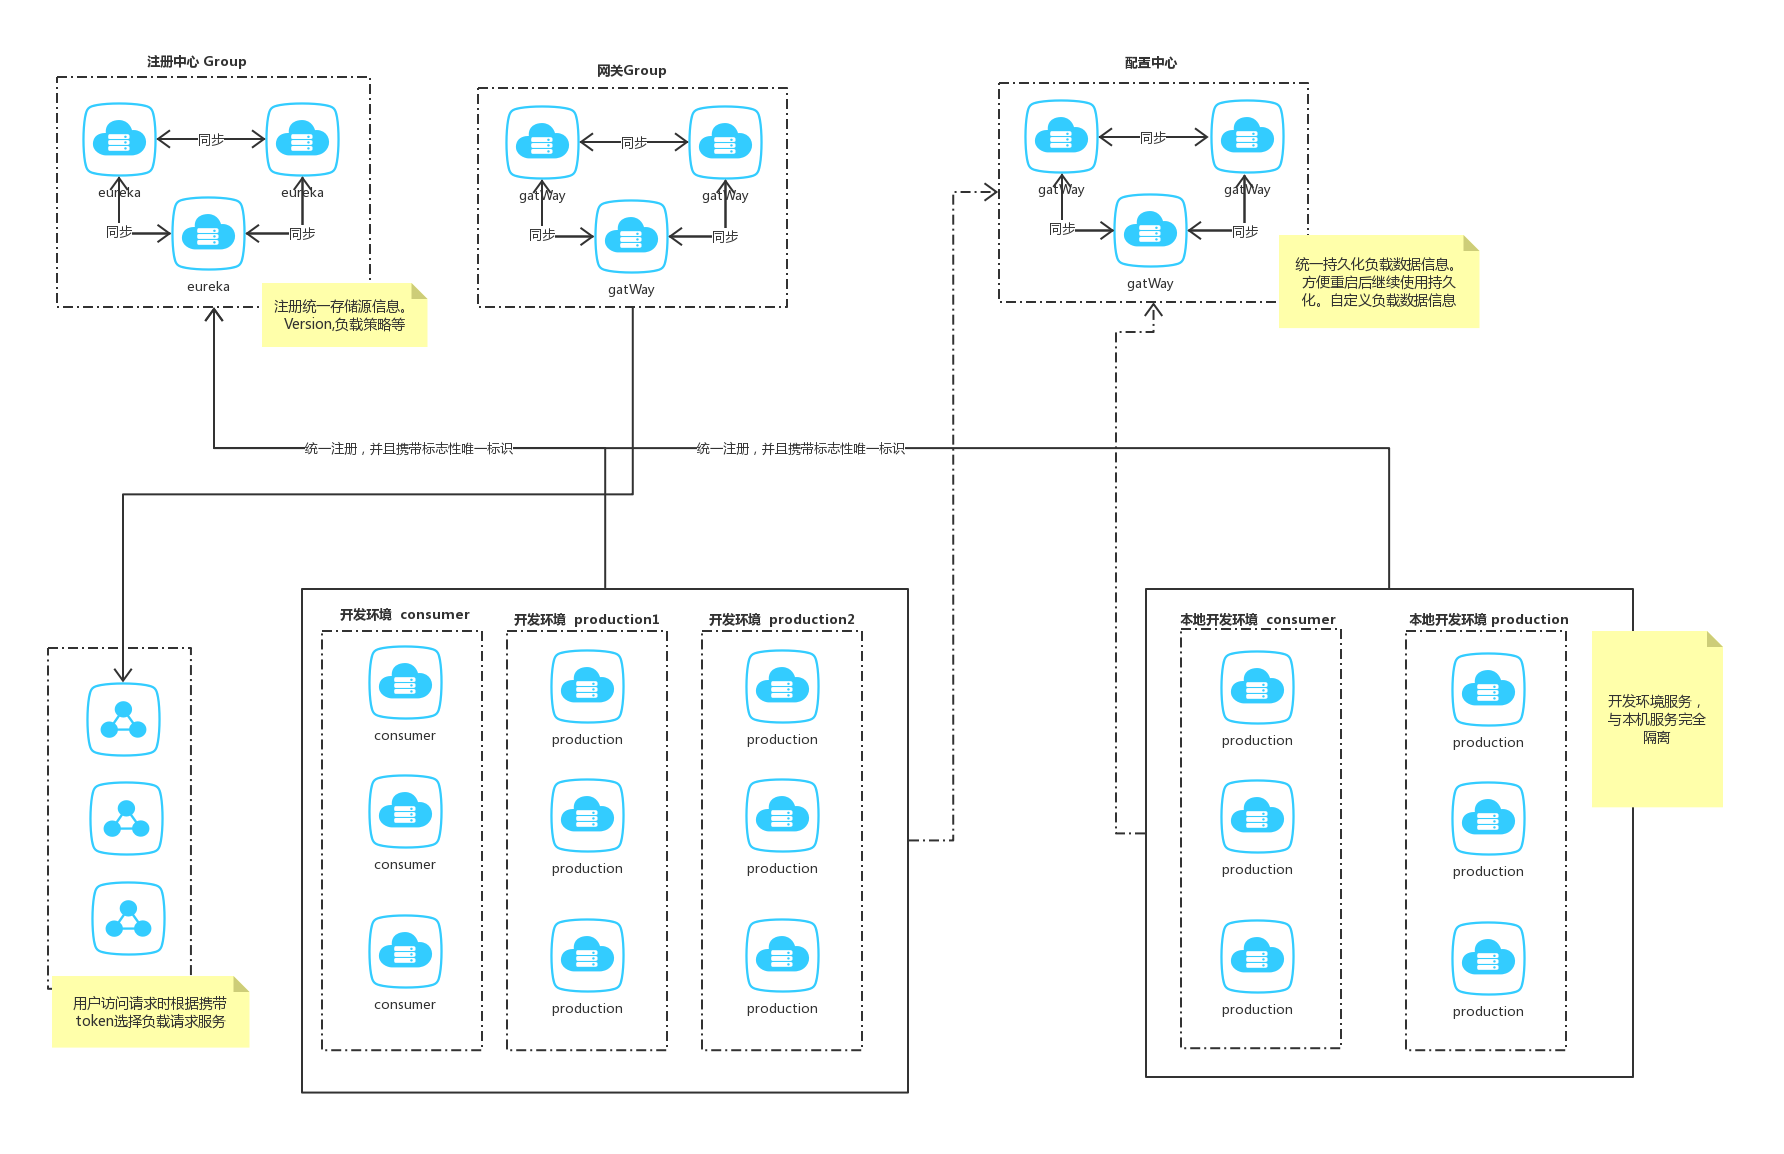 注册中心 Group
同步
eureka
eureka
同步
同步
eureka
注册统一存储源信息。
Version,负载策略等
网关Group
同步
gatWay
gatWay
同步
同步
gatWay
配置中心
同步
gatWay
gatWay
同步
同步
gatWay
统一持久化负载数据信息。
方便重启后继续使用持久
化。自定义负载数据信息
统一注册，并且携带标志性唯一标识
统一注册，并且携带标志性唯一标识
用户访问请求时根据携带
token选择负载请求服务
开发环境 consumer
consumer
consumer
consumer
开发环境 production1
production
production
production
开发环境 production2
production
production
production
本地开发环境 consumer
production
production
production
本地开发环境 production
production
production
production
开发环境服务，
与本机服务完全
隔离